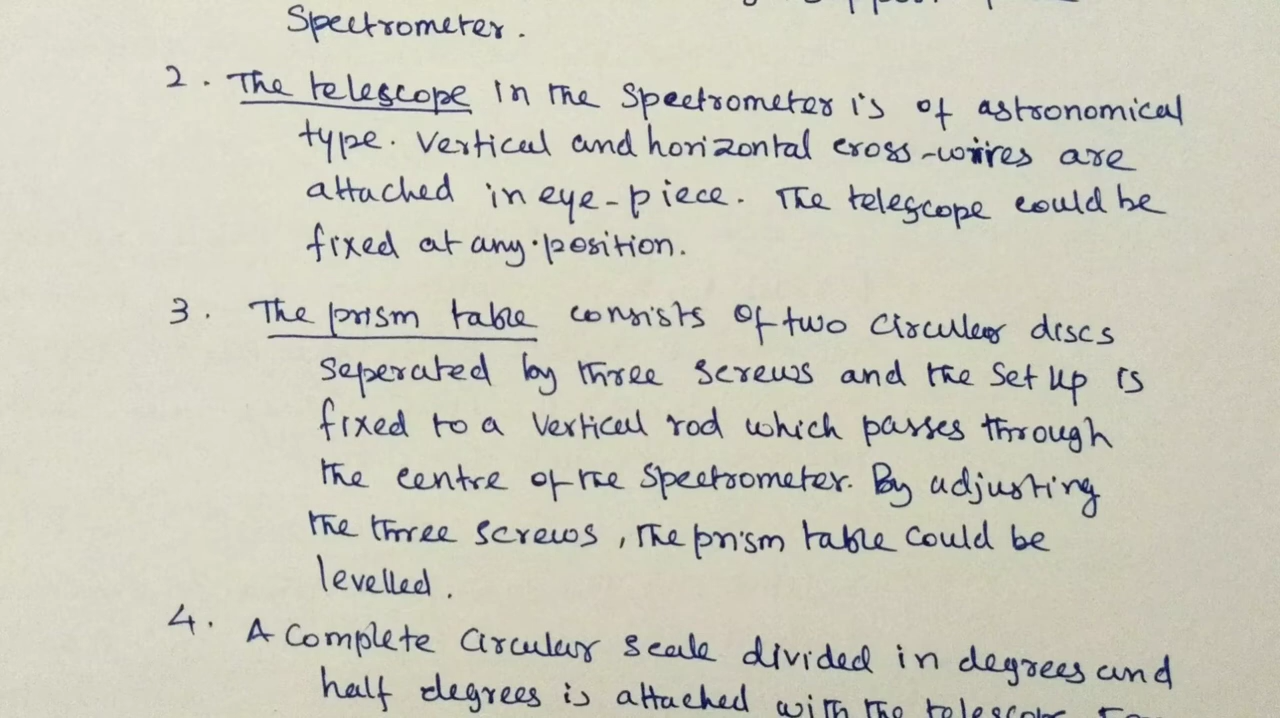 Spectrometer.
2. The telescope in the spectrometer is of astronomical
type. Vertical and horizontal cross-wires are
attached in eye-piece. The telescope could be
fixed at any position.
3. The prism table consists of two circular discs
seperated by three screws and the set up is
fixed to a vertical rod which passes through
the centre of the spectrometer. By adjusting
the three screws, the prism table could be
levelled.
4. A complete circular scale divided in degrees and
half degrees is attached with the telescope